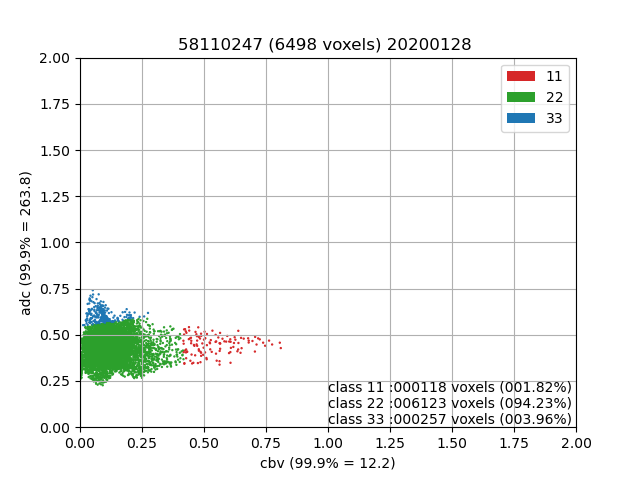 58110247 (6498 voxels) 20200128
2.00
1.75
1.50
1.25
1.00
0.75
0.50
0.25
0.00
adc (99.9% = 263.8)
11
22
33
class 11 :000118 voxels (001.82%)
class 22 :006123 voxels (094.23%)
class 33 :000257 voxels (003.96%)
0.00 0.25 0.50 0.75 1.00 1.25 1.50 1.75 2.00
cbv (99.9% = 12.2)